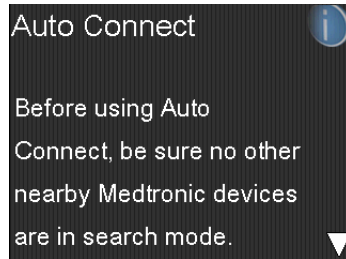 Auto Connect
Before using Auto
Connect, be sure no other
nearby Medtronic devices
are in search mode.